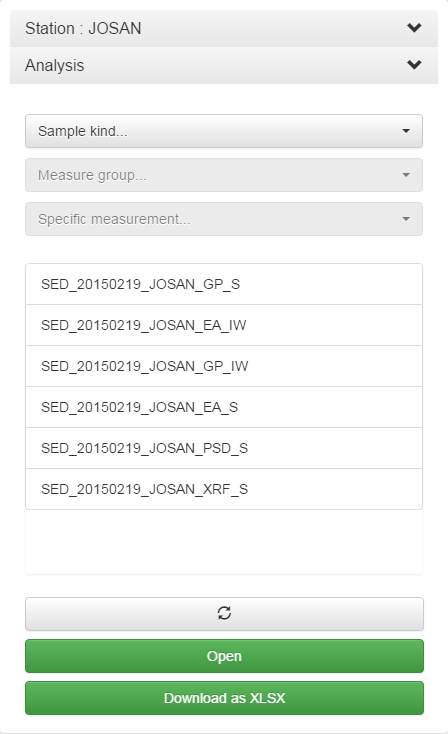 Station : JOSAN
Analysis
Sample kind...
Measure group...
Specific measurement...
SED_20150219_JOSAN_GP_S
SED_20150219_JOSAN_EA_IW
SED_20150219_JOSAN_GP_IW
SED_20150219_JOSAN_EA_S
SED_20150219_JOSAN_PSD_S
SED_20150219_JOSAN_XRF_S
Open
Download as XLSX